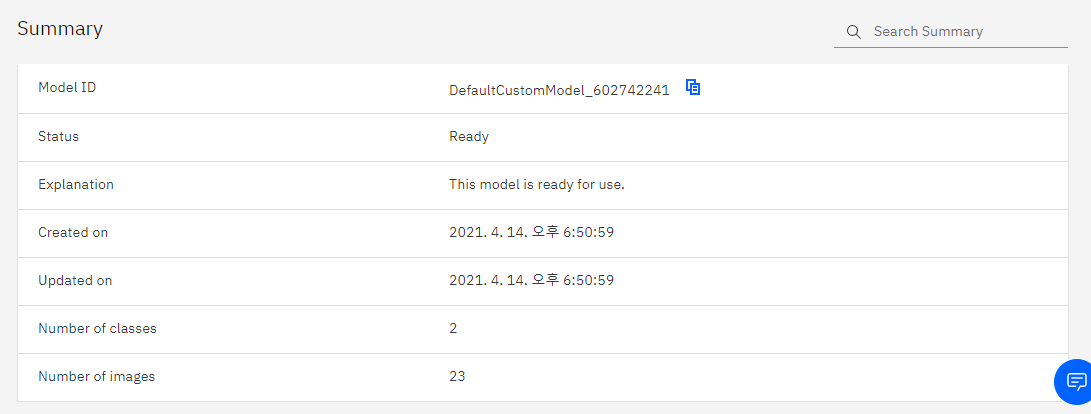 Summary
Search Summary
Model ID
DefaultCustomModel_602742241
Status
Ready
Explanation
This model is ready for use.
Created on
2021. 4. 14. 오후 6:50:59
Updated on
2021. 4. 14. 오후 6:50:59
Number of classes
2
Number of images
23